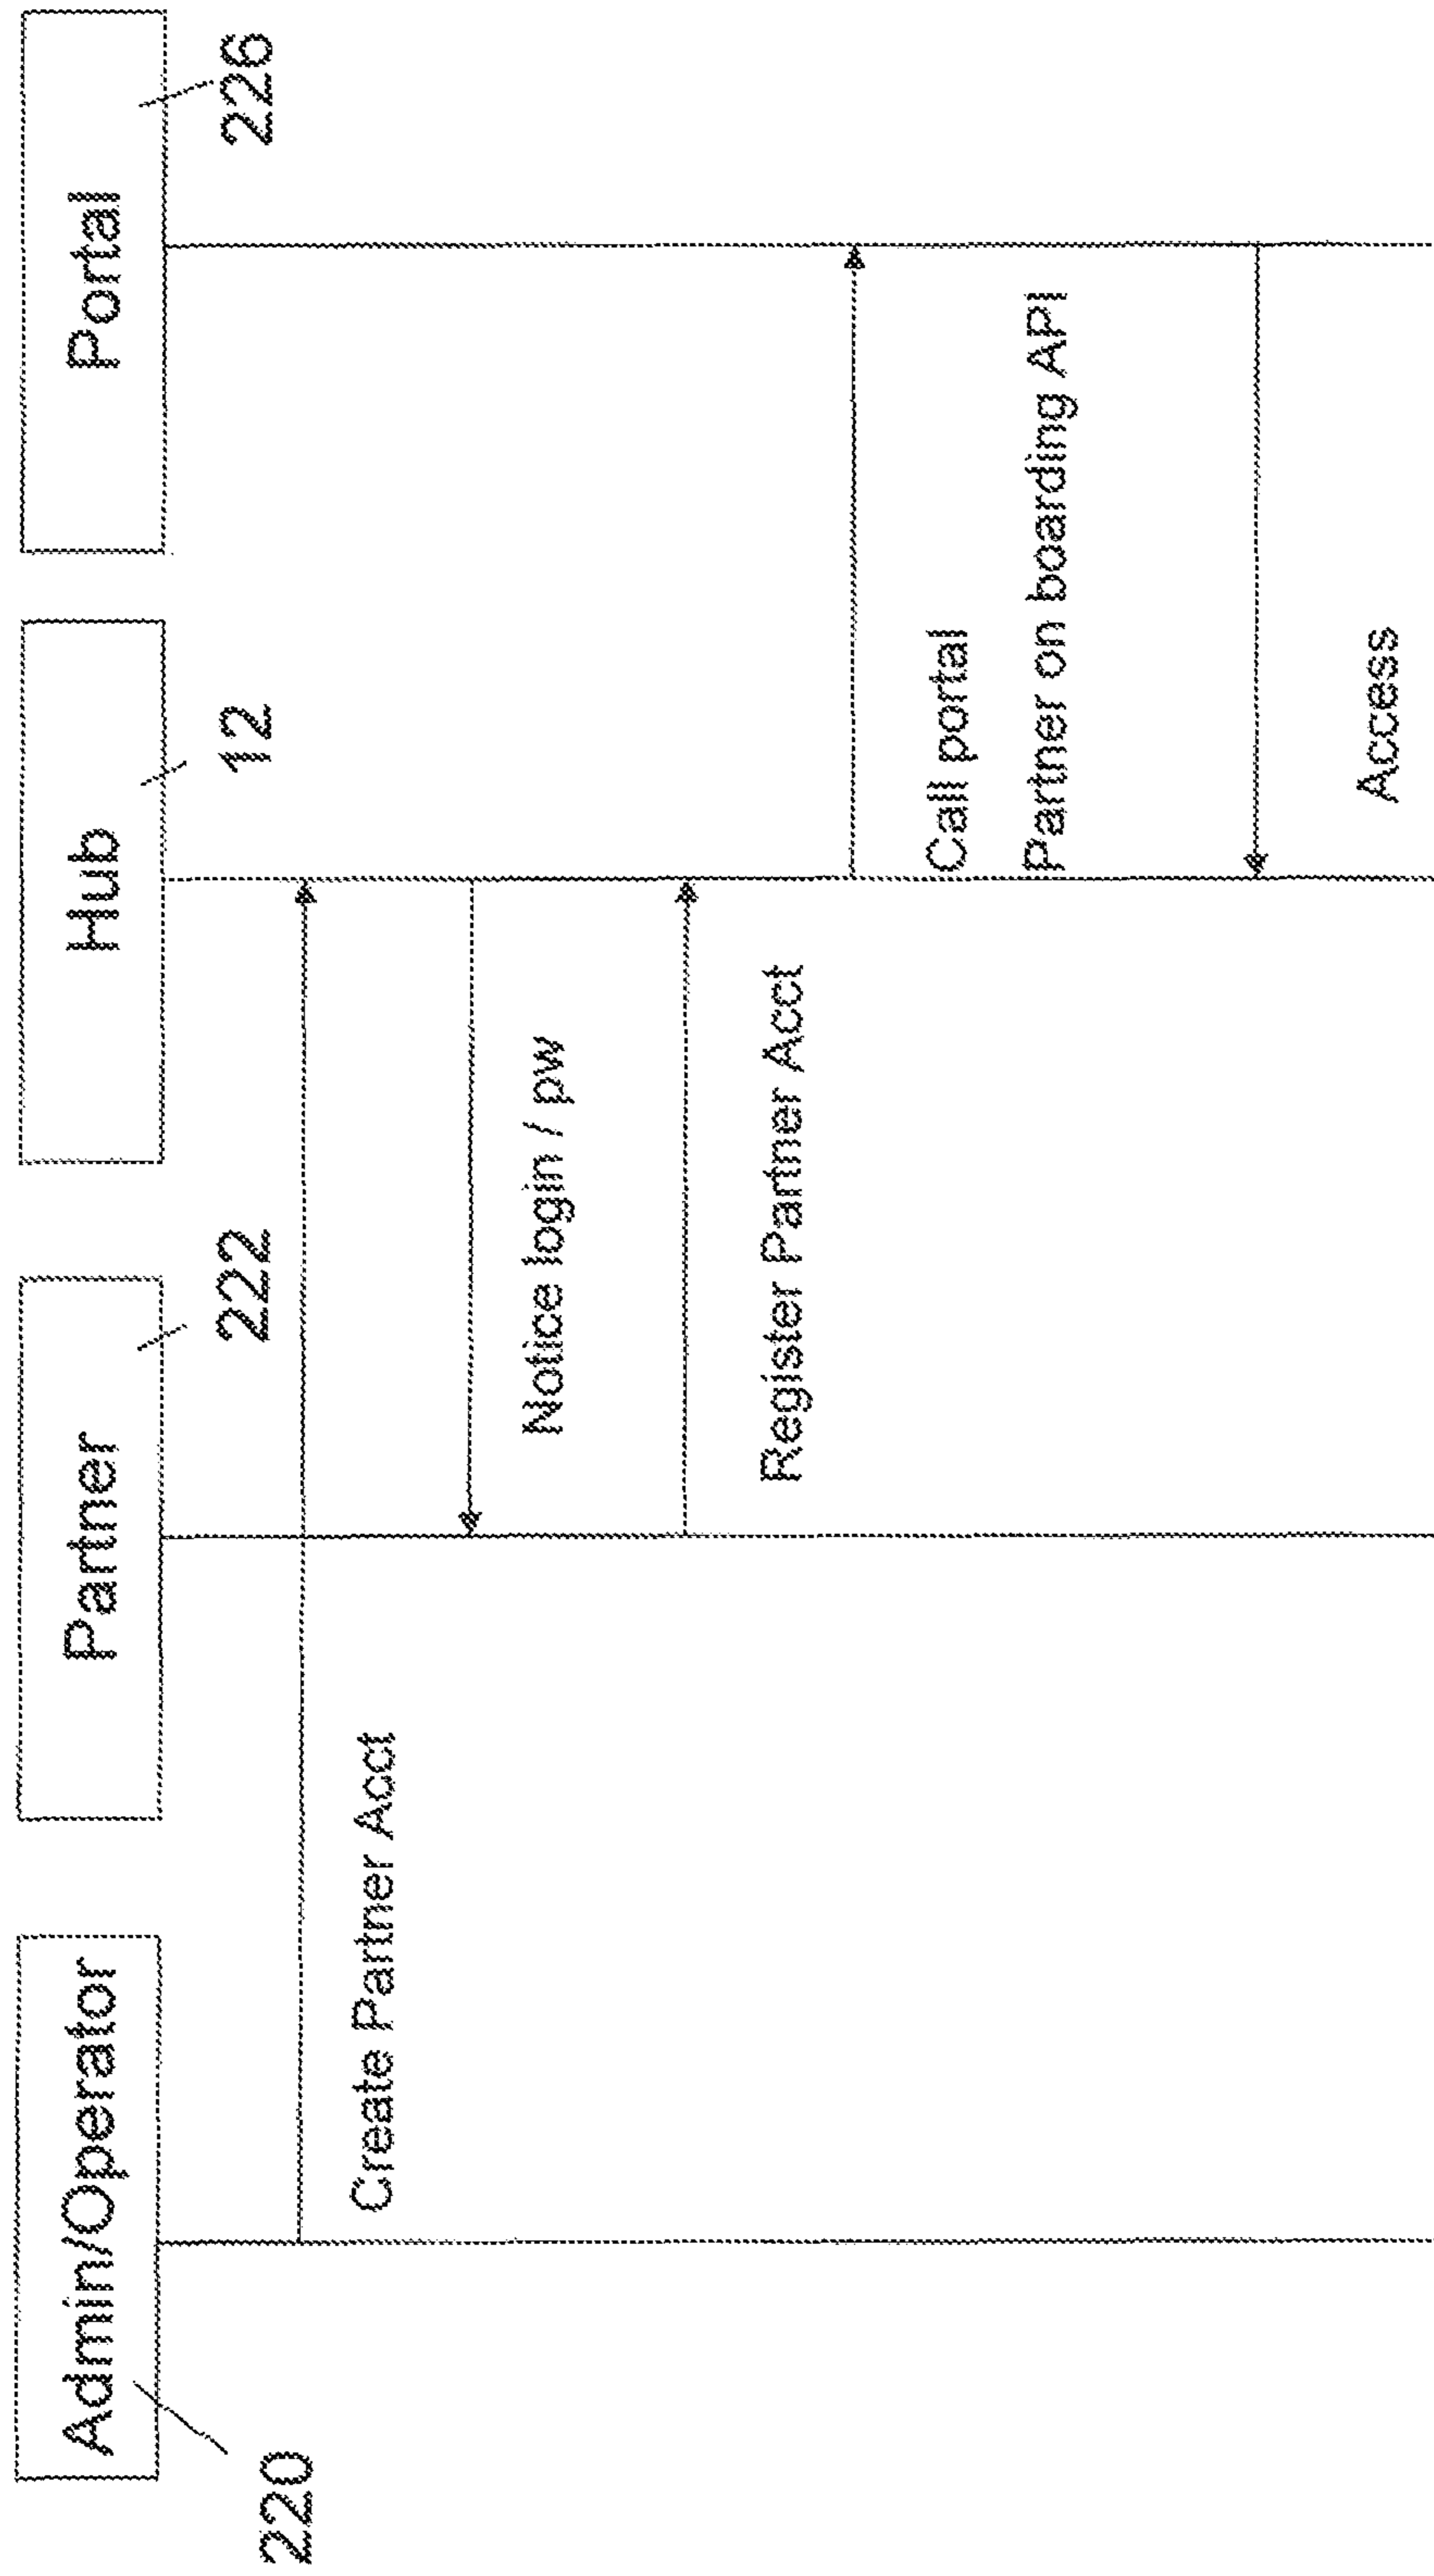 Admin/Operator
220
Partner
222
Hub
12
Portal
226
Create Partner Acct
Notice login / pw
Register Partner Acct
Call portal
Partner on boarding API
Access